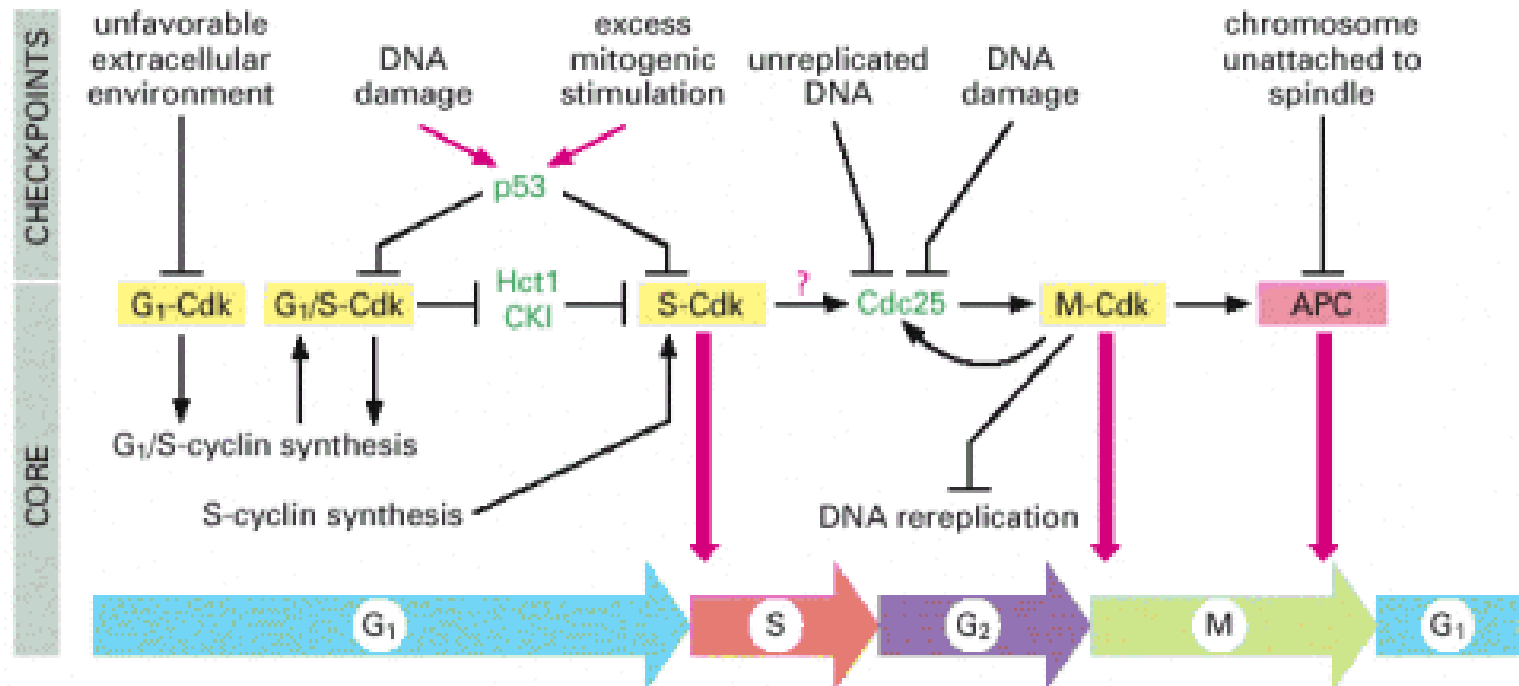 CHECKPOINTS
unfavorable
extracellular
environment
DNA
damage
excess
mitogenic
stimulation
unreplicated
DNA
DNA
damage
chromosome
unattached to
spindle
p53
CORE
G₁-Cdk
G₁/S-Cdk
Hct1
CKI
S-Cdk
?
Cdc25
M-Cdk
APC
G₁/S-cyclin synthesis
S-cyclin synthesis
DNA rereplication
G₁
S
G₂
M
G₁